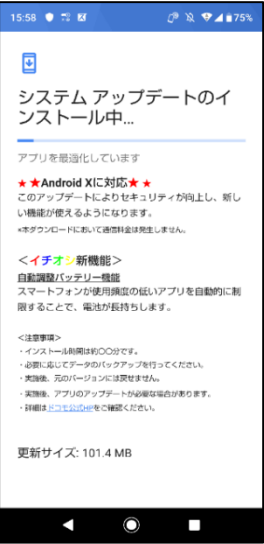 15:58 75%
システム アップデートのイ
ンストール中...
アプリを最適化しています
★ ★Android Xに対応★ ★
このアップデートによりセキュリティが向上し、新し
い機能が使えるようになります。
*本ダウンロードにおいて通信料金は発生しません。
＜イチオシ新機能＞
自動調整バッテリー機能
スマートフォンが使用頻度の低いアプリを自動的に制
限することで、電池が長持ちします。
＜注意事項＞
・インストール時間は約〇〇分です。
・必要に応じてデータのバックアップを行ってください。
・実施後、元のバージョンには戻せません。
・実施後、アプリのアップデートが必要な場合があります。
・詳細はドコモ公式HPをご確認ください。
更新サイズ: 101.4 MB